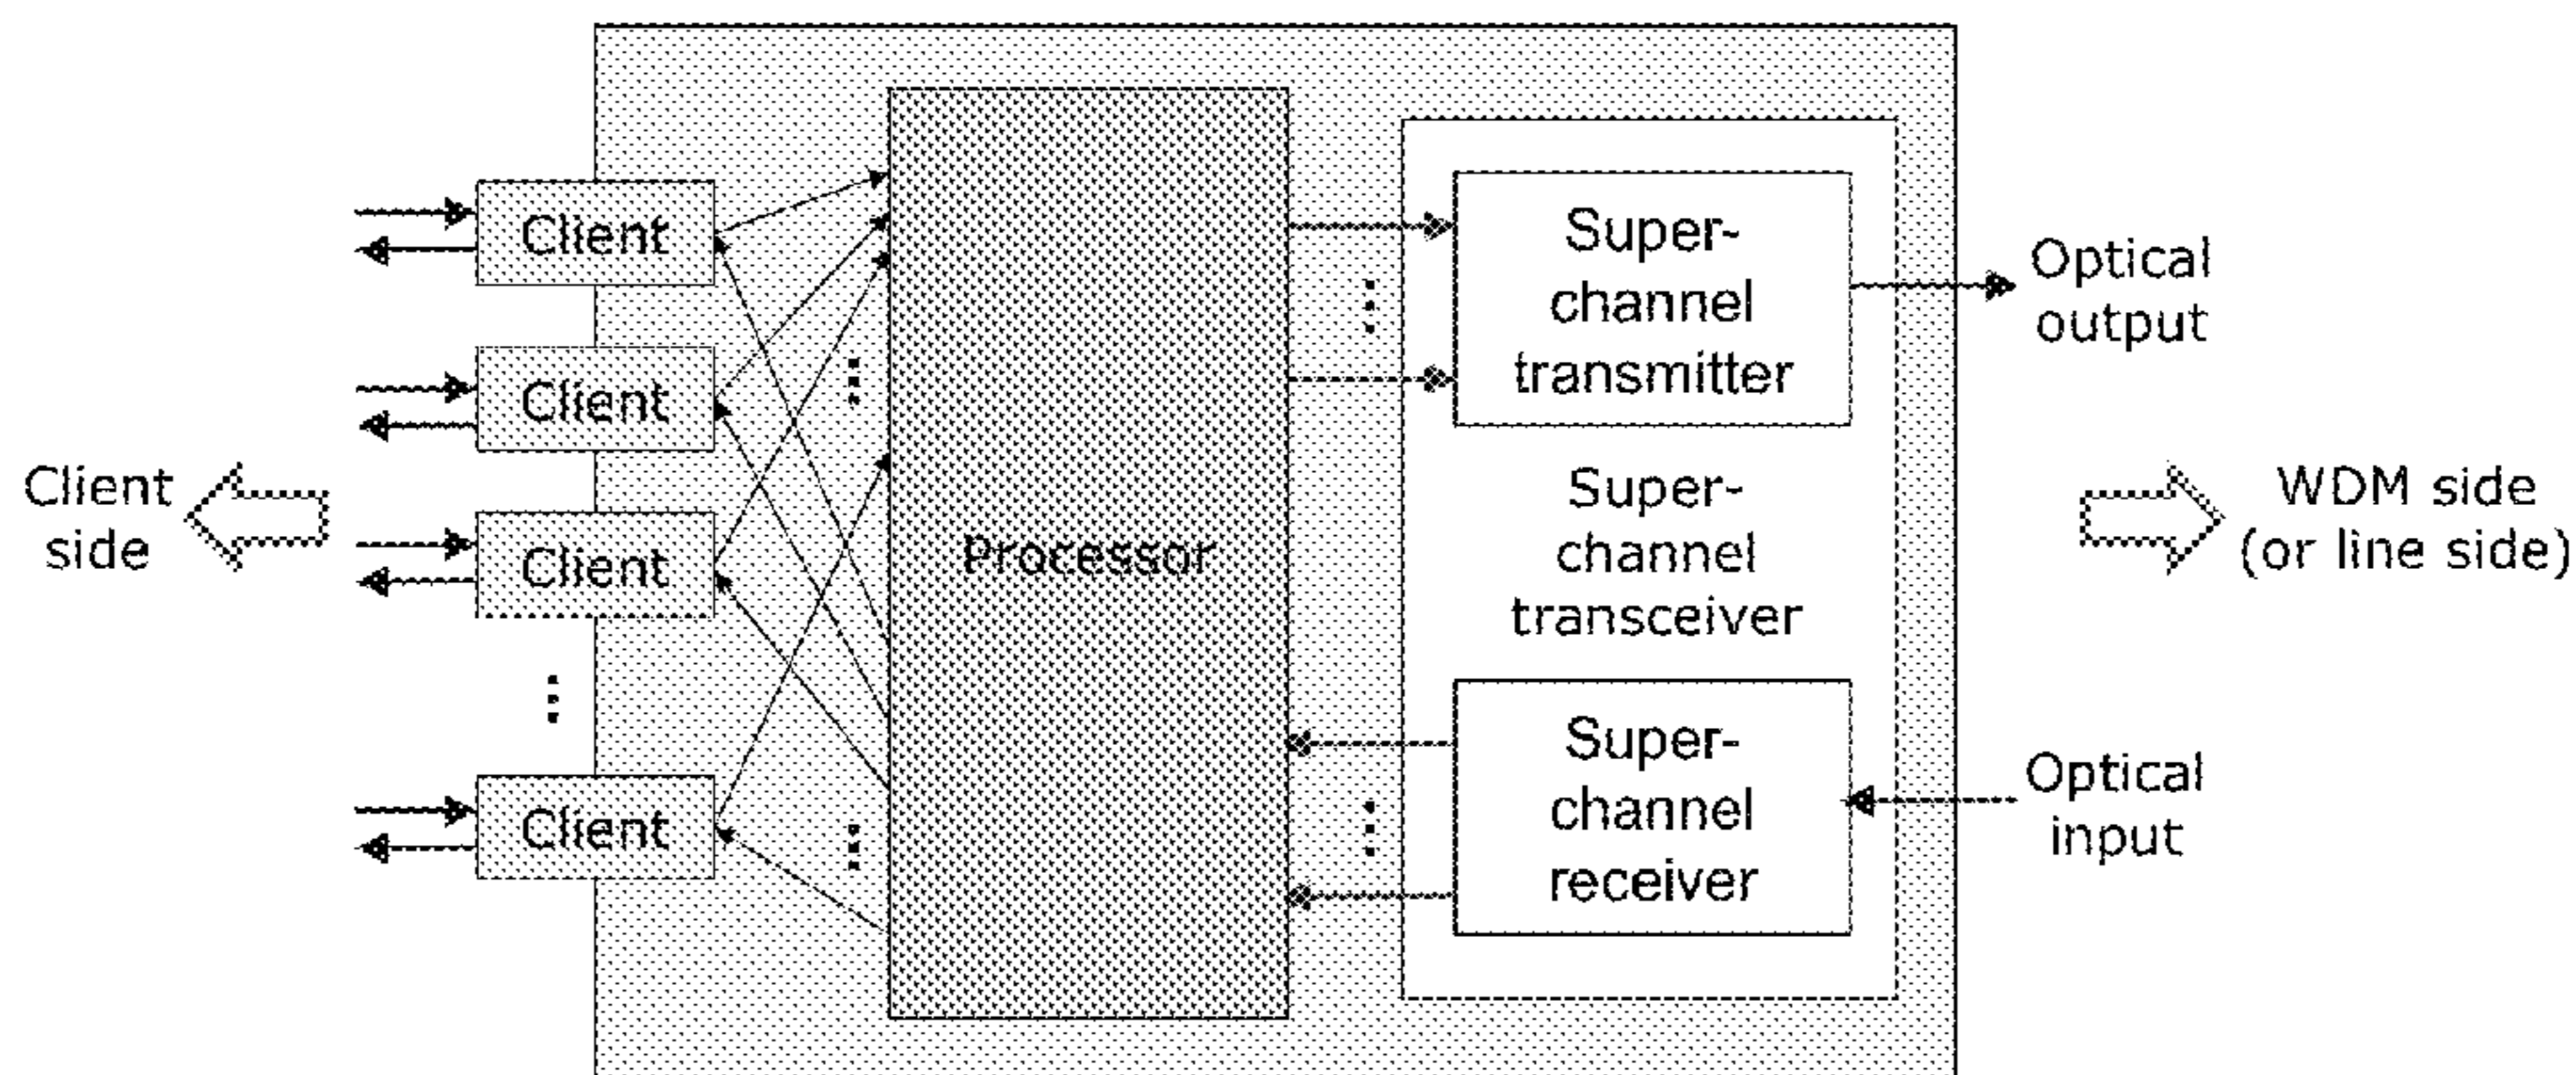 Client
side
Client
Client
Client
Client
Processor
Super-
channel
transmitter
Super-
channel
transceiver
Super-
channel
receiver
Optical
output
WDM side
(or line side)
Optical
input